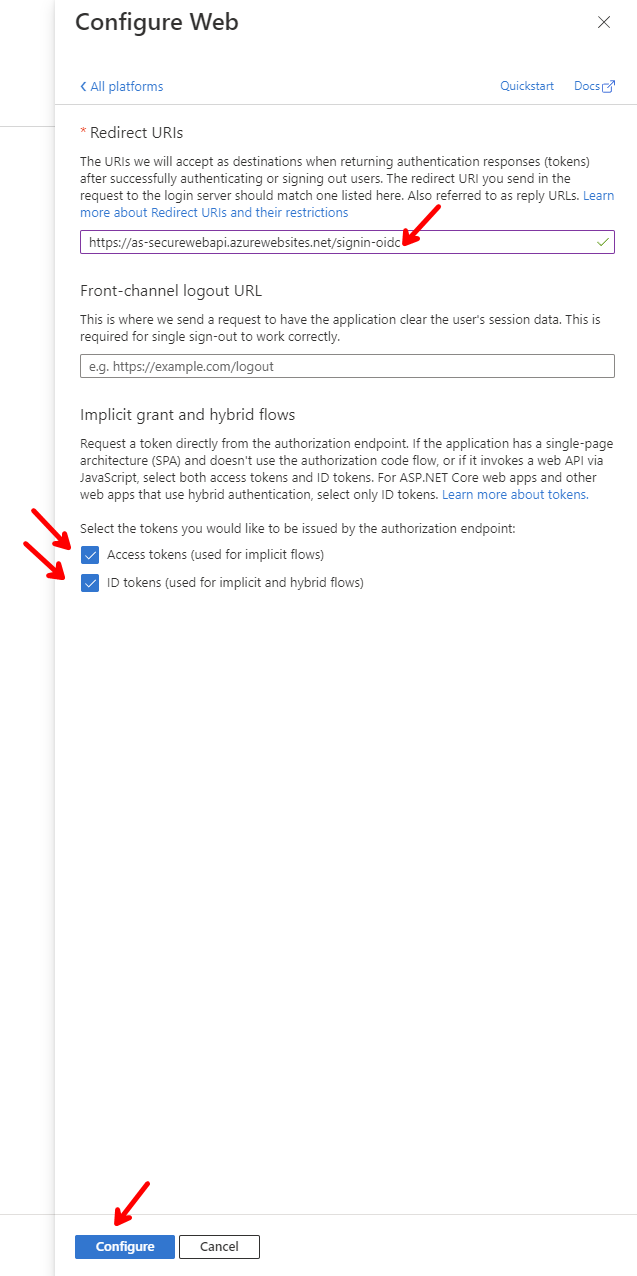 Configure Web
All platforms Quickstart Docs
* Redirect URIs
The URIs we will accept as destinations when returning authentication responses (tokens)
after successfully authenticating or signing out users. The redirect URI you send in the
request to the login server should match one listed here. Also referred to as reply URLs. Learn
more about Redirect URIs and their restrictions
https://as-securewebapi.azurewebsites.net/signin-oidc
Front-channel logout URL
This is where we send a request to have the application clear the user's session data. This is
required for single sign-out to work correctly.
e.g. https://example.com/logout
Implicit grant and hybrid flows
Request a token directly from the authorization endpoint. If the application has a single-page
architecture (SPA) and doesn't use the authorization code flow, or if it invokes a web API via
JavaScript, select both access tokens and ID tokens. For ASP.NET Core web apps and other
web apps that use hybrid authentication, select only ID tokens. Learn more about tokens.
Select the tokens you would like to be issued by the authorization endpoint:
Access tokens (used for implicit flows)
ID tokens (used for implicit and hybrid flows)
Configure Cancel